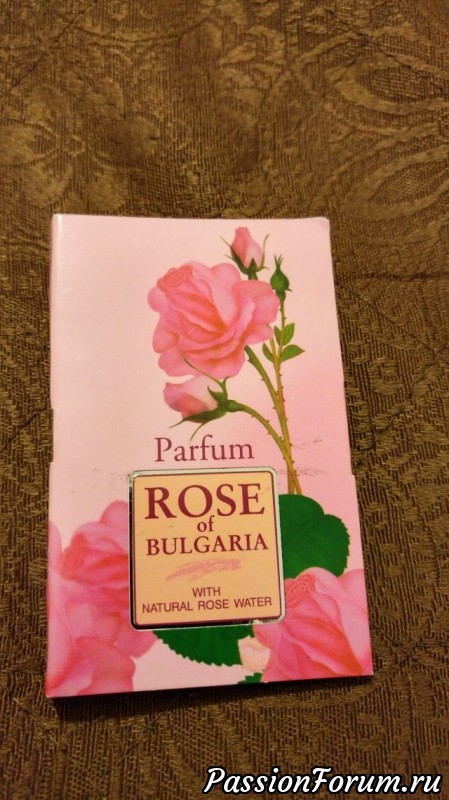 Parfum
ROSE
of
BULGARIA
WITH
NATURAL ROSE WATER
PassionForum.ru